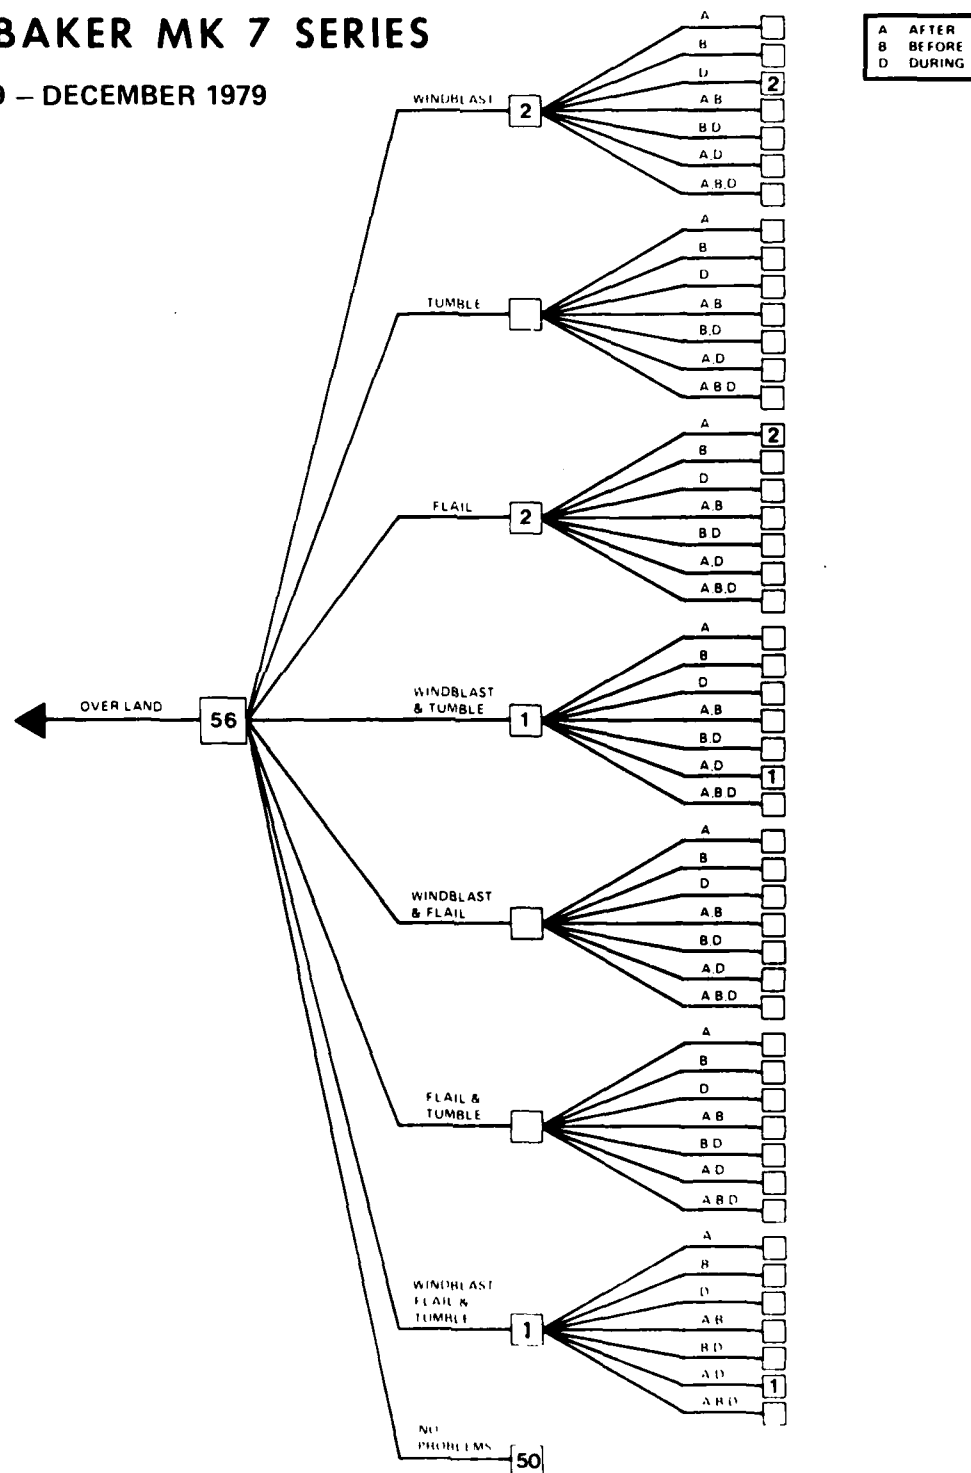 BAKER MK 7 SERIES
9 – DECEMBER 1979
A AFTER
B BEFORE
D DURING
OVER LAND
56
WINDBLAST
2
A
B
D
2
A B
B D
A,D
A,B,D
TUMBLE
A
B
D
A B
B,D
A,D
A B D
FLAIL
2
A
2
B
D
A,B
B D
A,D
A,B,D
WINDBLAST
& TUMBLE
1
A
B
D
A,B
B,D
A,D
1
A,B D
WINDBLAST
& FLAIL
A
B
D
A,B
B,D
A,D
A B,D
FLAIL &
TUMBLE
A
B
D
A B
B D
A D
A B D
WINDBLAST
FLAIL &
TUMBLE
1
A
B
D
A B
B D
A D
1
A B D
NO
PROBLEMS
50